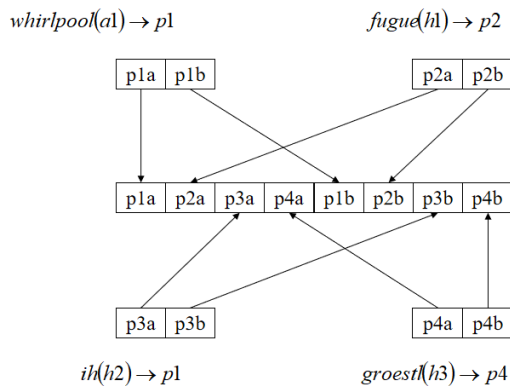 whirlpool(a1) → p1 fugue(h1) → p2
p1a p1b p2a p2b
p1a p2a p3a p4a p1b p2b p3b p4b
p3a p3b p4a p4b
ih(h2) → p1 groestl(h3) → p4